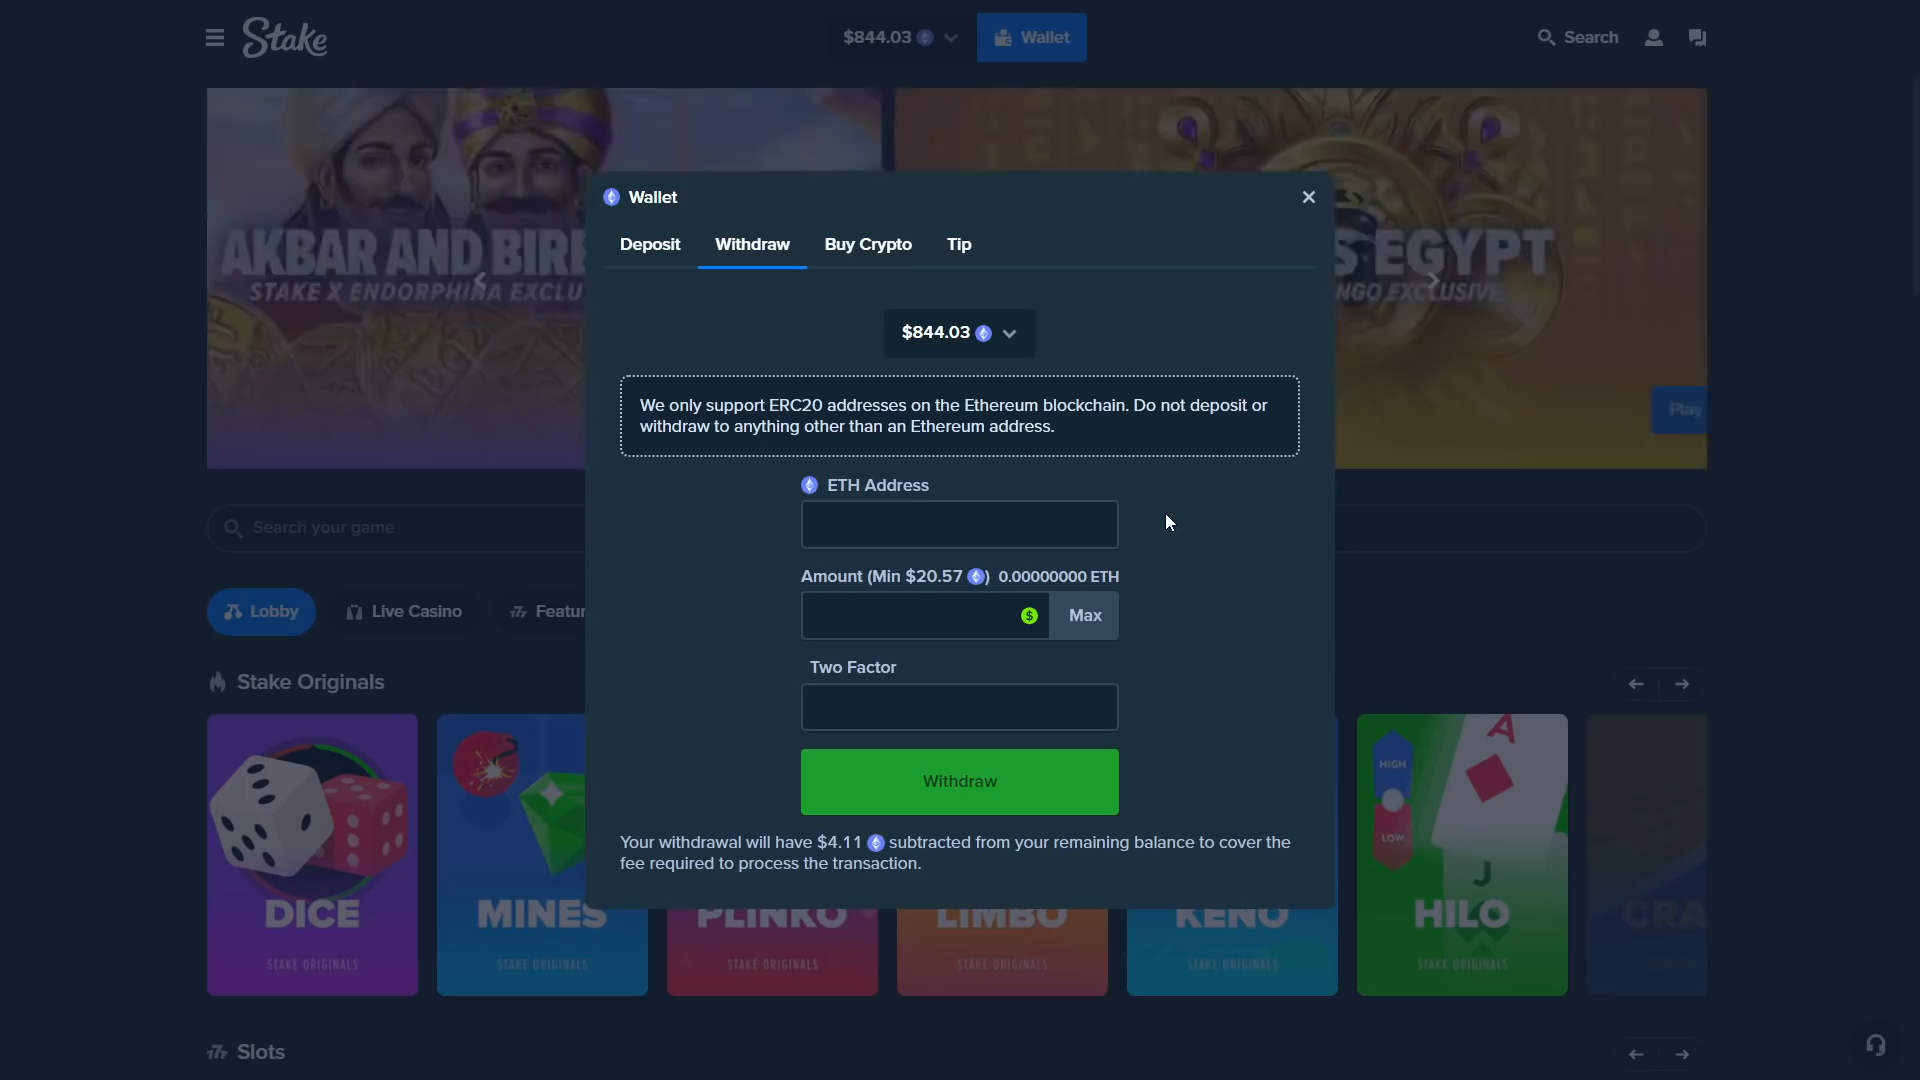 Stake
$844.03
Wallet
Search
AKBAR AND BIRB
STAKE X ENDORPHINA EXCLU
S EGYPT
NGO EXCLUSIVE
Play
Wallet
Deposit
Withdraw
Buy Crypto
Tip
$844.03
We only support ERC20 addresses on the Ethereum blockchain. Do not deposit or
withdraw to anything other than an Ethereum address.
ETH Address
Search your game
Amount (Min $20.57 ) 0.00000000 ETH
$
Max
Lobby
Live Casino
Featur
Two Factor
Stake Originals
Withdraw
Your withdrawal will have $4.11 subtracted from your remaining balance to cover the
fee required to process the transaction.
HIGH
LOW
A
J
DICE
MINES
PLINKO
LIMBO
KENO
HILO
CRA
STAKE ORIGINALS
STAKE ORIGINALS
STAKE ORIGINALS
STAKE ORIGINALS
STAKE ORIGINALS
STAKE ORIGINALS
Slots